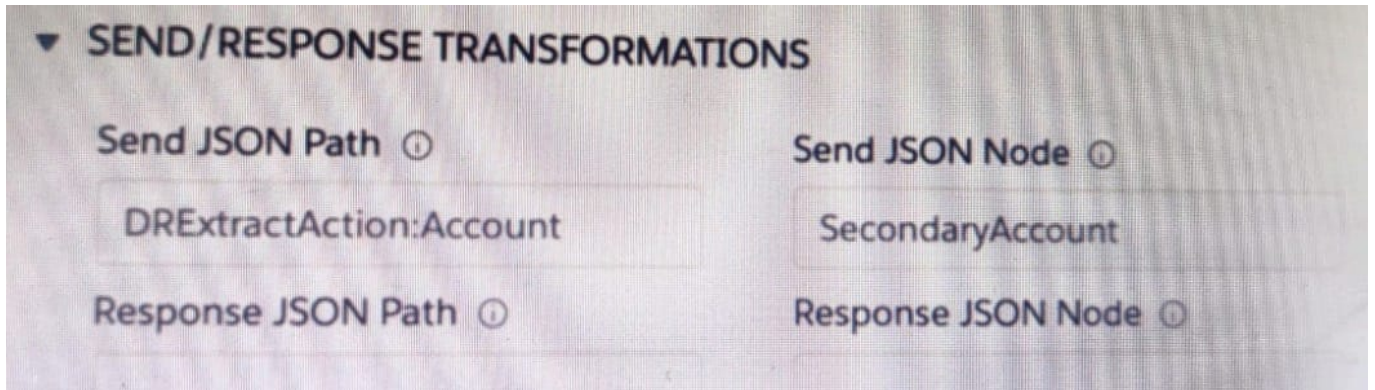 SEND/RESPONSE TRANSFORMATIONS
Send JSON Path
Send JSON Node
DRExtractAction:Account
SecondaryAccount
Response JSON Path
Response JSON Node